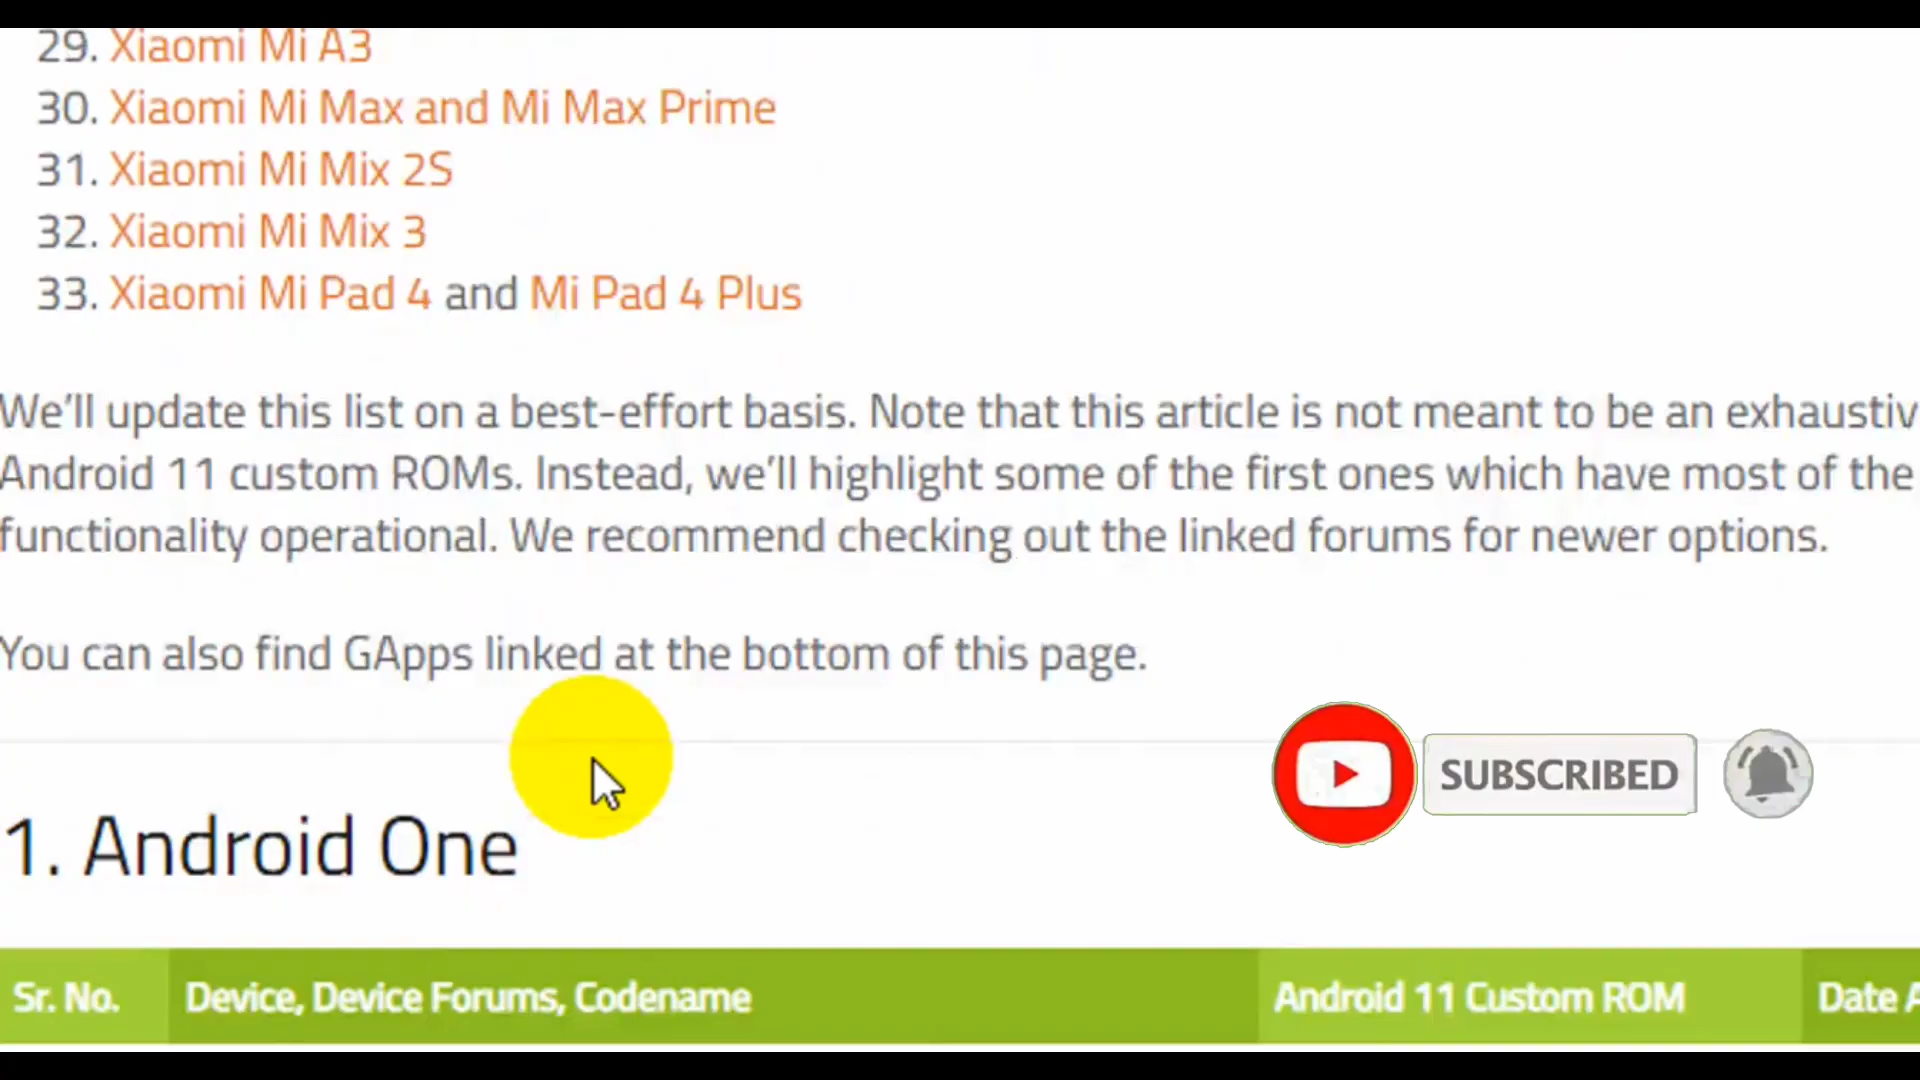 29. Xiaomi Mi A3
30. Xiaomi Mi Max and Mi Max Prime
31. Xiaomi Mi Mix 2S
32. Xiaomi Mi Mix 3
33. Xiaomi Mi Pad 4 and Mi Pad 4 Plus
We'll update this list on a best-effort basis. Note that this article is not meant to be an exhaustiv
Android 11 custom ROMs. Instead, we'll highlight some of the first ones which have most of the
functionality operational. We recommend checking out the linked forums for newer options.
You can also find GApps linked at the bottom of this page.
SUBSCRIBED
1. Android One
Sr. No. Device, Device Forums, Codename Android 11 Custom ROM Date A